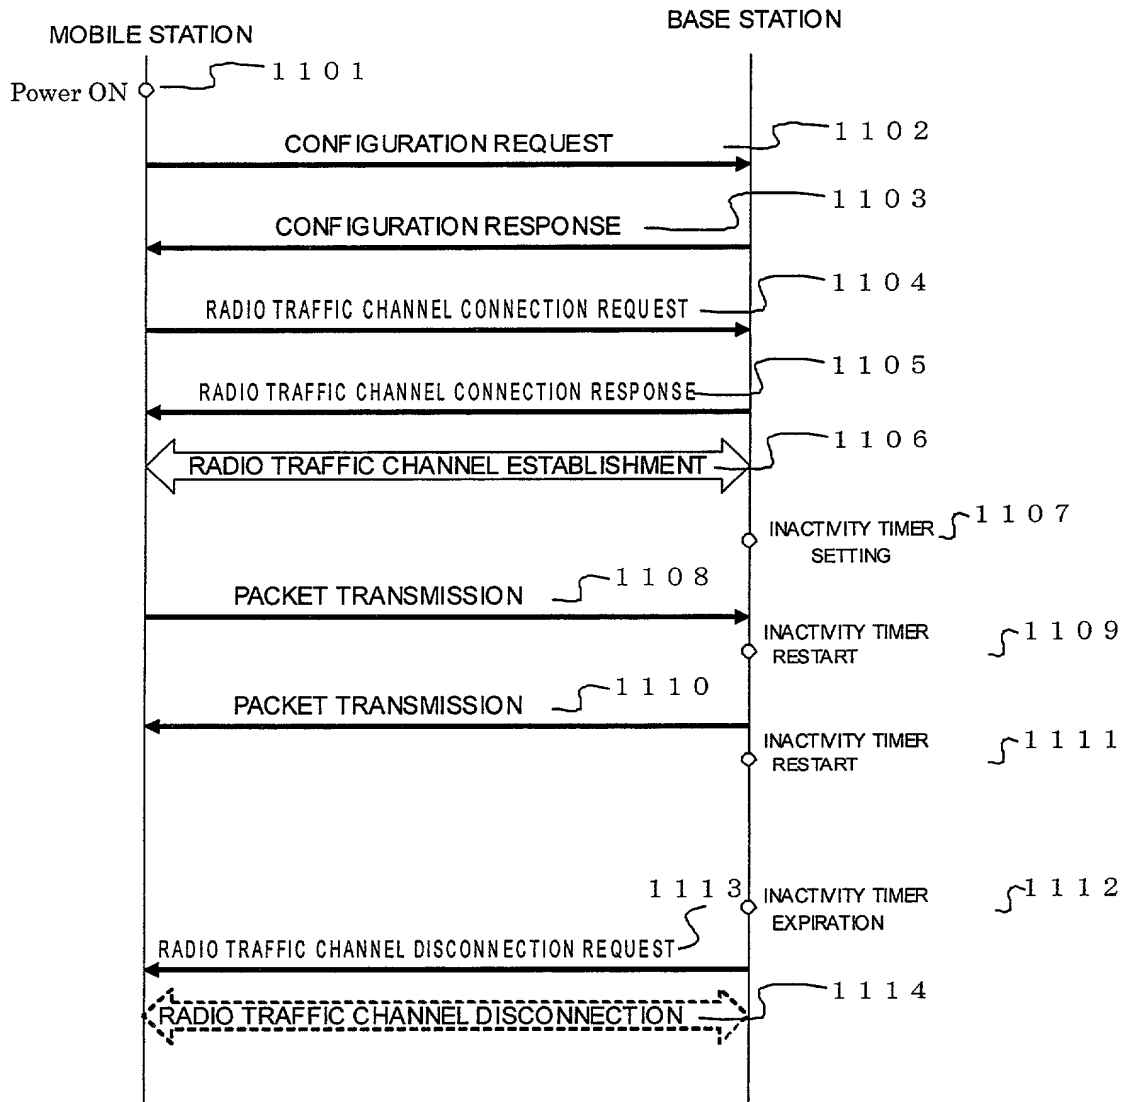 MOBILE STATION
BASE STATION
Power ON
1101
CONFIGURATION REQUEST
1102
CONFIGURATION RESPONSE
1103
RADIO TRAFFIC CHANNEL CONNECTION REQUEST
1104
RADIO TRAFFIC CHANNEL CONNECTION RESPONSE
1105
RADIO TRAFFIC CHANNEL ESTABLISHMENT
1106
INACTIVITY TIMER
SETTING
1107
PACKET TRANSMISSION
1108
INACTIVITY TIMER
RESTART
1109
PACKET TRANSMISSION
1110
INACTIVITY TIMER
RESTART
1111
INACTIVITY TIMER
EXPIRATION
1112
1113
RADIO TRAFFIC CHANNEL DISCONNECTION REQUEST
RADIO TRAFFIC CHANNEL DISCONNECTION
1114